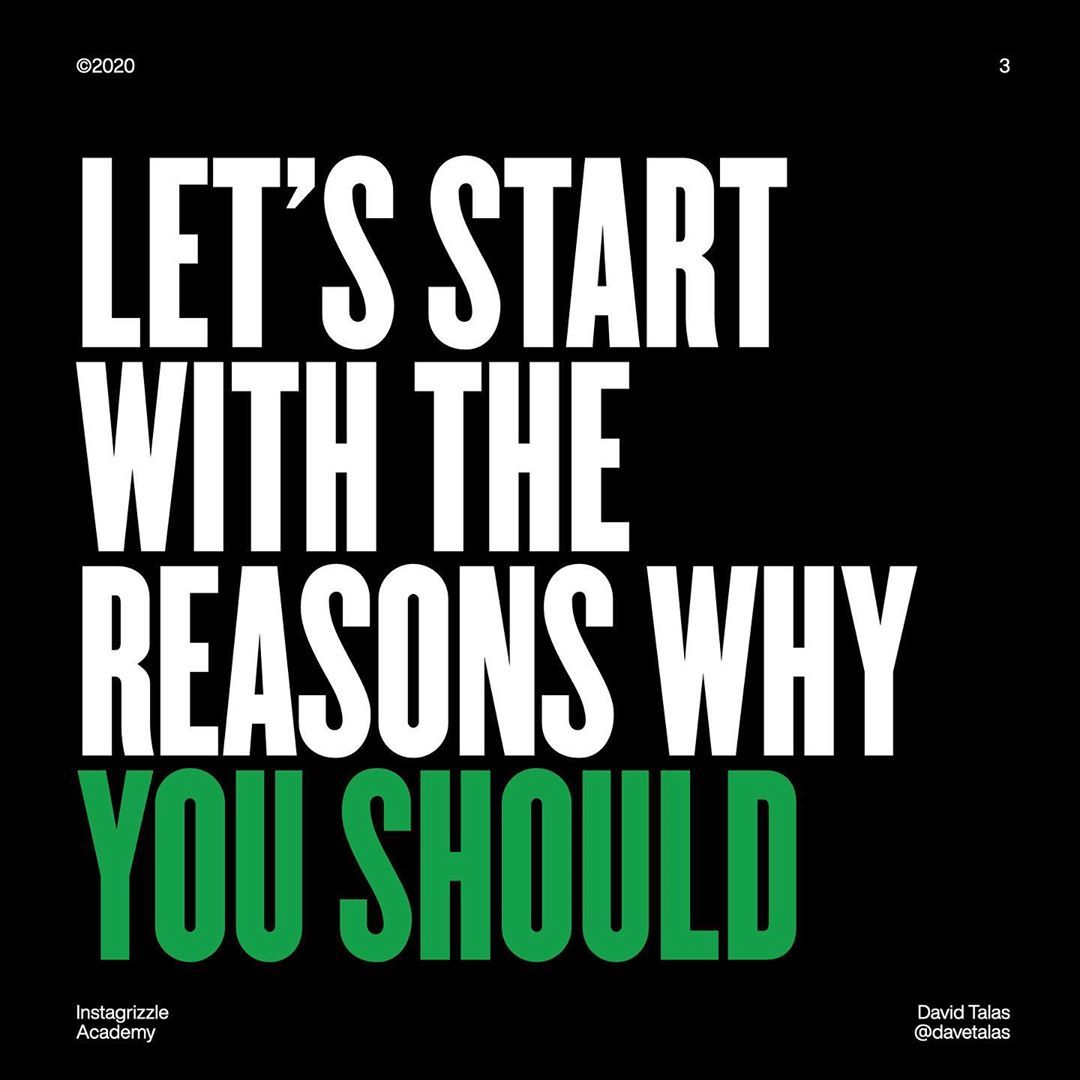 ©2020
3
LET’S START
WITH THE
REASONS WHY
YOU SHOULD
Instagrizzle
Academy
David Talas
@davetalas